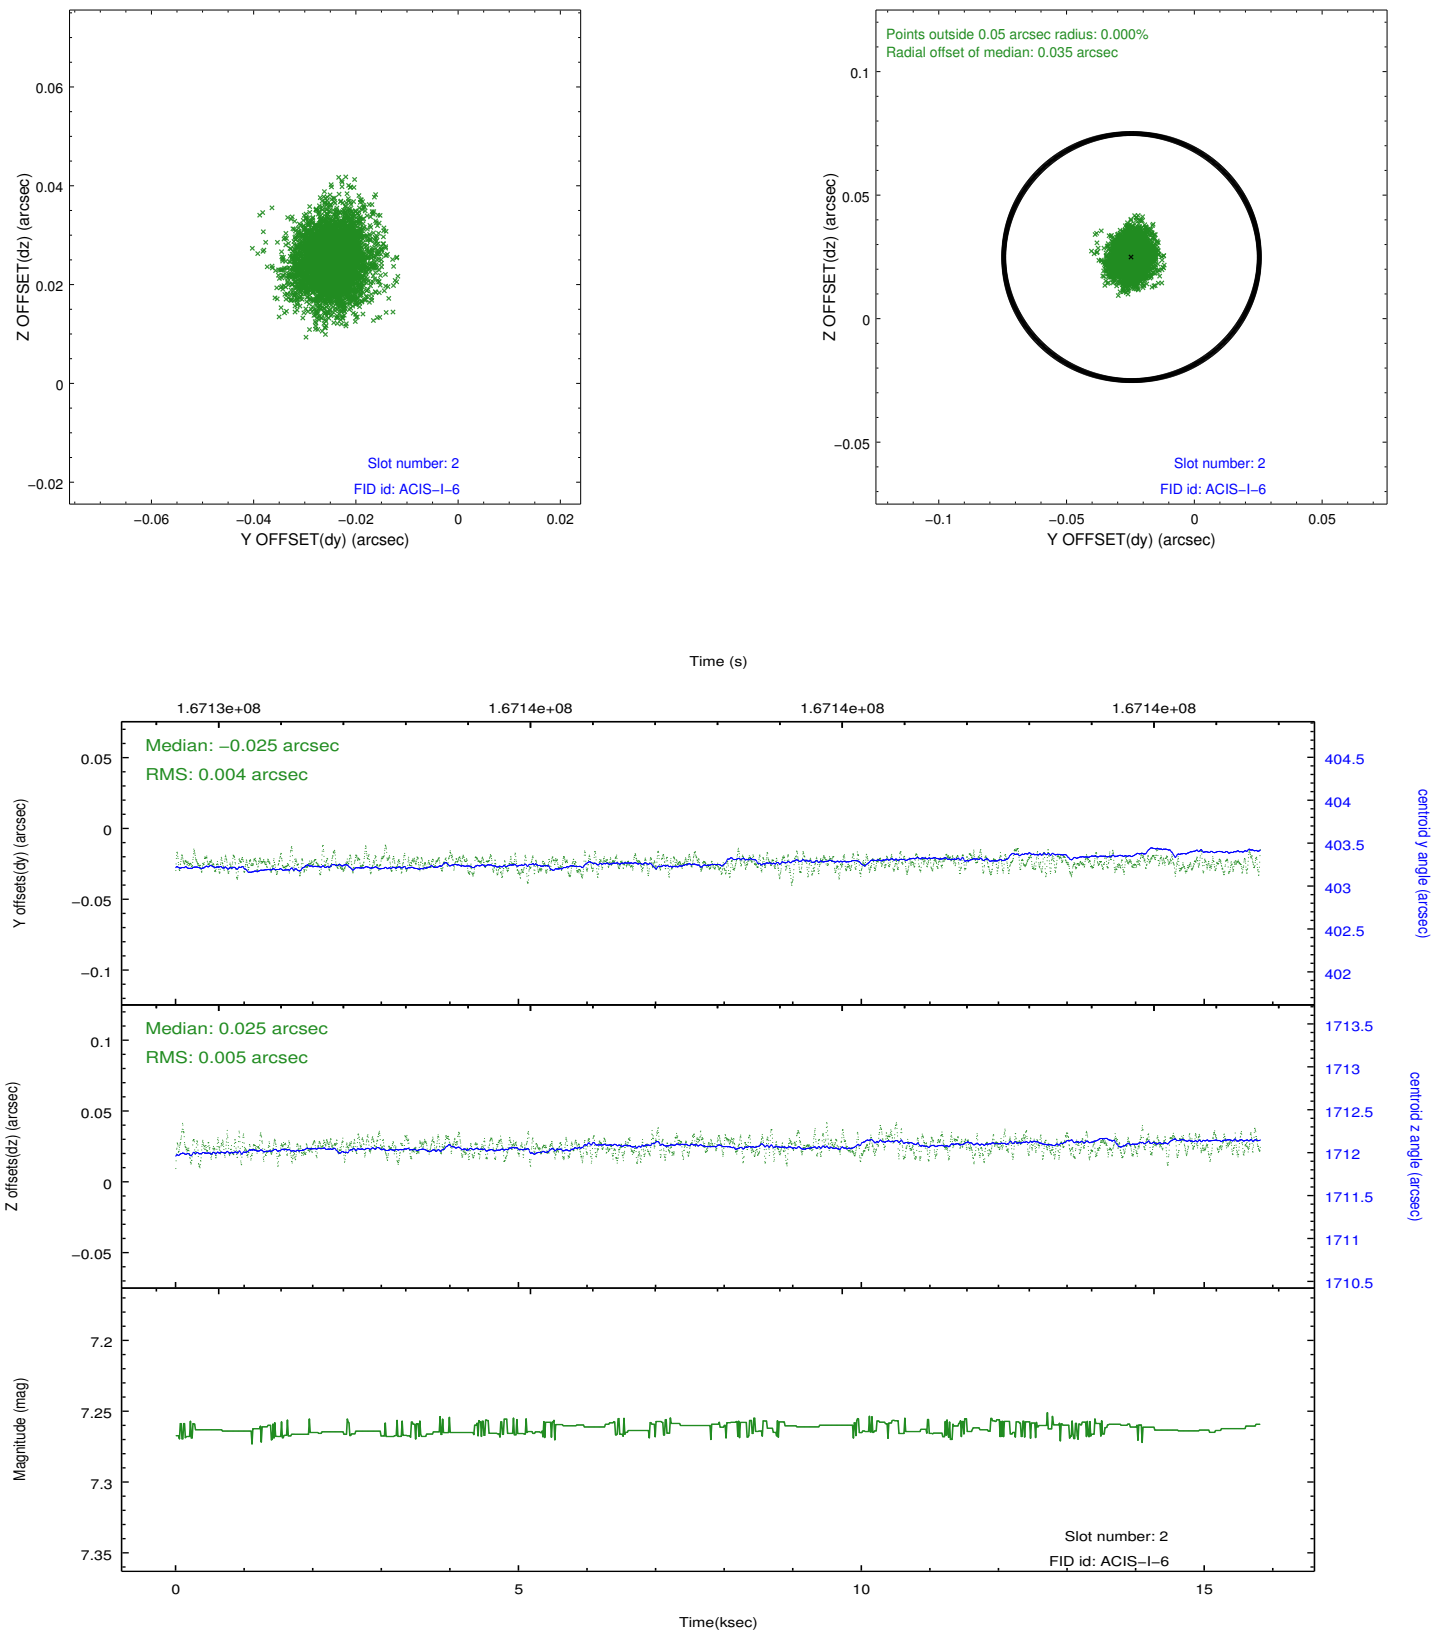 0.06
0.04
0.02
0
−0.02
Z OFFSET(dz) (arcsec)
Slot number: 2
FID id: ACIS−I−6
−0.06
−0.04
−0.02
0
0.02
Y OFFSET(dy) (arcsec)
Points outside 0.05 arcsec radius: 0.000%
Radial offset of median: 0.035 arcsec
0.1
0.05
0
−0.05
Z OFFSET(dz) (arcsec)
Slot number: 2
FID id: ACIS−I−6
−0.1
−0.05
0
0.05
Y OFFSET(dy) (arcsec)
Time (s)
1.6713e+08
1.6714e+08
1.6714e+08
1.6714e+08
Median: −0.025 arcsec
RMS: 0.004 arcsec
0.05
0
−0.05
−0.1
Y offsets(dy) (arcsec)
404.5
404
403.5
403
402.5
402
centroid y angle (arcsec)
Median: 0.025 arcsec
RMS: 0.005 arcsec
0.1
0.05
0
−0.05
Z offsets(dz) (arcsec)
1713.5
1713
1712.5
1712
1711.5
1711
1710.5
centroid z angle (arcsec)
7.2
7.25
7.3
7.35
Magnitude (mag)
Slot number: 2
FID id: ACIS−I−6
0
5
10
15
Time(ksec)